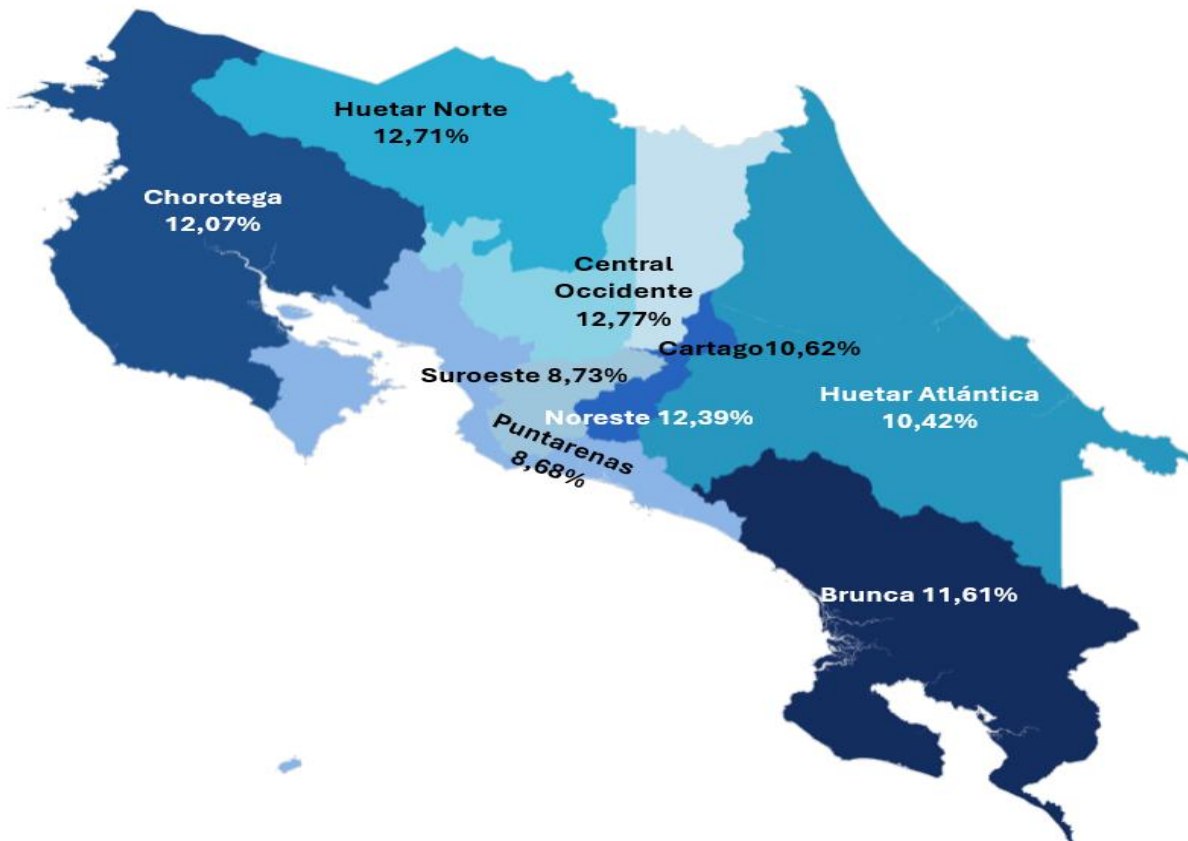 Huetar Norte
12,71%
Chorotega
12,07%
Central
Occidente
12,77%
Cartago10,62%
Suroeste 8,73%
Huetar Atlántica
10,42%
Noreste 12,39%
Puntarenas
8,68%
Brunca 11,61%